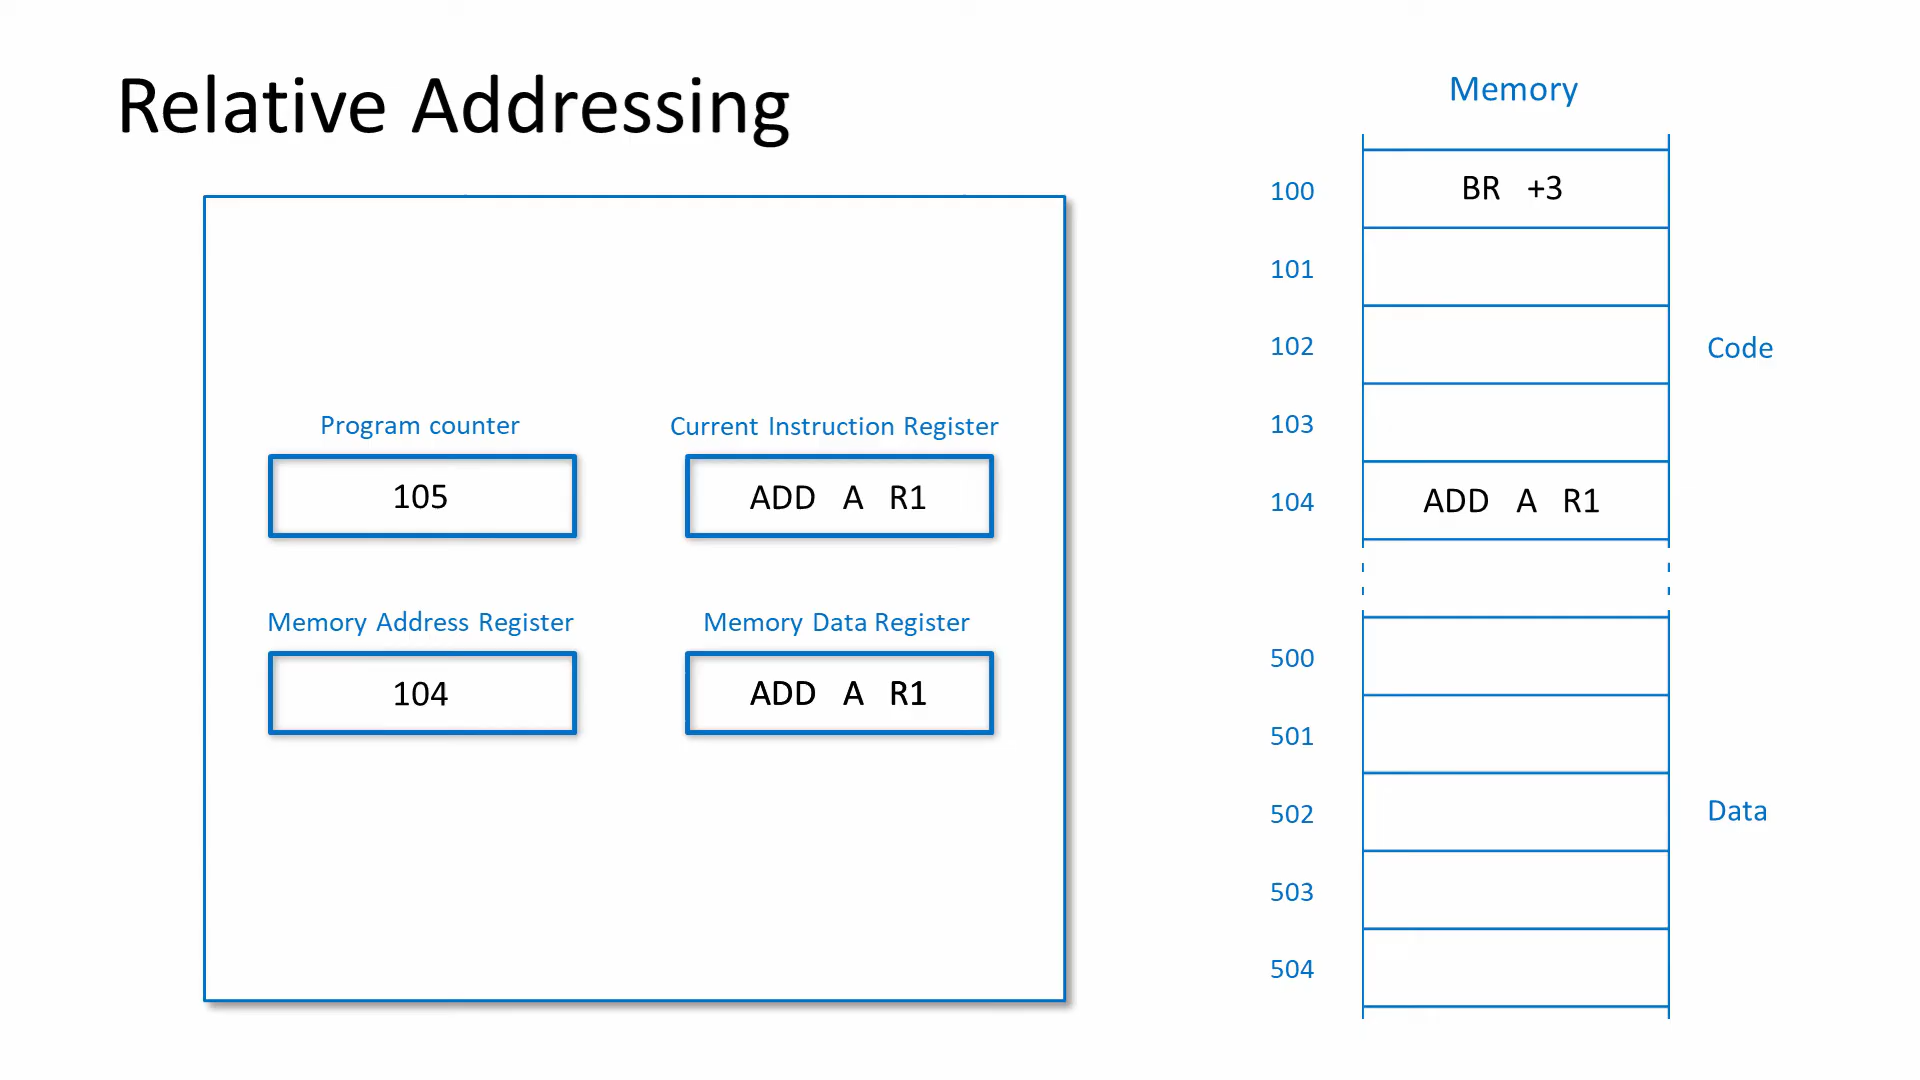 Relative Addressing
Program counter
105
Current Instruction Register
ADD A R1
Memory Address Register
104
Memory Data Register
ADD A R1
Memory
100 BR +3
101
102
103
104 ADD A R1
Code
500
501
502
503
504
Data